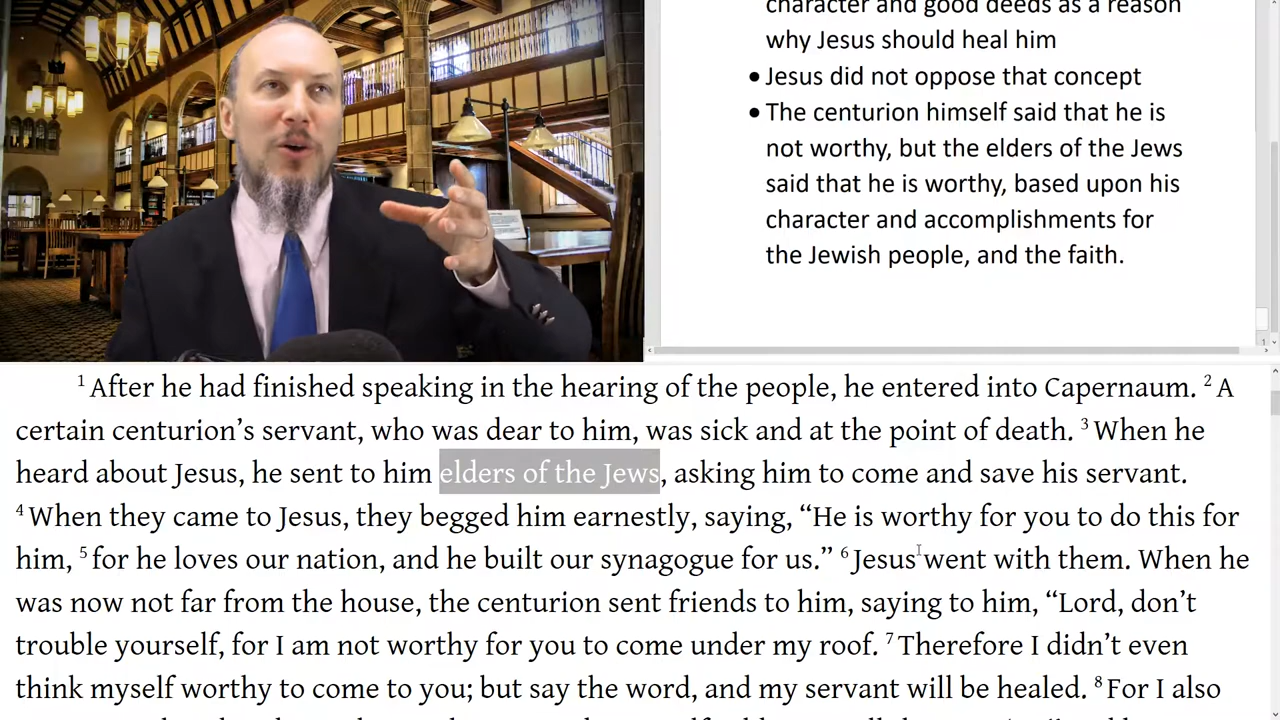 character and good deeds as a reason
why Jesus should heal him
• Jesus did not oppose that concept
• The centurion himself said that he is
not worthy, but the elders of the Jews
said that he is worthy, based upon his
character and accomplishments for
the Jewish people, and the faith.
1 After he had finished speaking in the hearing of the people, he entered into Capernaum. 2 A
certain centurion’s servant, who was dear to him, was sick and at the point of death. 3 When he
heard about Jesus, he sent to him elders of the Jews, asking him to come and save his servant.
4 When they came to Jesus, they begged him earnestly, saying, “He is worthy for you to do this for
him, 5 for he loves our nation, and he built our synagogue for us.” 6 Jesus went with them. When he
was now not far from the house, the centurion sent friends to him, saying to him, “Lord, don’t
trouble yourself, for I am not worthy for you to come under my roof. 7 Therefore I didn’t even
think myself worthy to come to you; but say the word, and my servant will be healed. 8 For I also